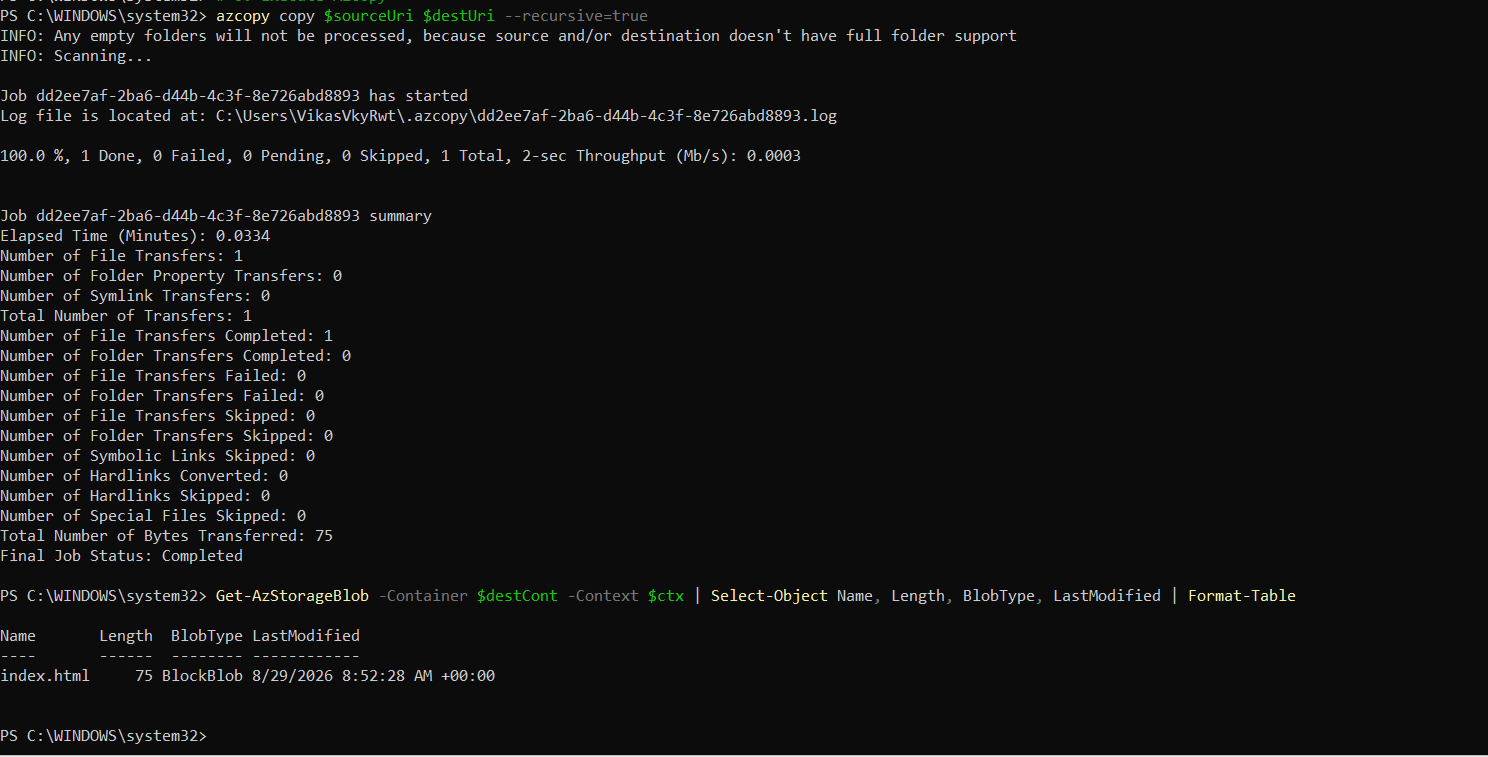 PS C:\WINDOWS\system32> azcopy copy $sourceUri $destUri --recursive=true
INFO: Any empty folders will not be processed, because source and/or destination doesn't have full folder support
INFO: Scanning...
Job dd2ee7af-2ba6-d44b-4c3f-8e726abd8893 has started
Log file is located at: C:\Users\VikasVkyRwt\.azcopy\dd2ee7af-2ba6-d44b-4c3f-8e726abd8893.log
100.0 %, 1 Done, 0 Failed, 0 Pending, 0 Skipped, 1 Total, 2-sec Throughput (Mb/s): 0.0003
Job dd2ee7af-2ba6-d44b-4c3f-8e726abd8893 summary
Elapsed Time (Minutes): 0.0334
Number of File Transfers: 1
Number of Folder Property Transfers: 0
Number of Symlink Transfers: 0
Total Number of Transfers: 1
Number of File Transfers Completed: 1
Number of Folder Transfers Completed: 0
Number of File Transfers Failed: 0
Number of Folder Transfers Failed: 0
Number of File Transfers Skipped: 0
Number of Folder Transfers Skipped: 0
Number of Symbolic Links Skipped: 0
Number of Hardlinks Converted: 0
Number of Hardlinks Skipped: 0
Number of Special Files Skipped: 0
Total Number of Bytes Transferred: 75
Final Job Status: Completed
PS C:\WINDOWS\system32> Get-AzStorageBlob -Container $destCont -Context $ctx | Select-Object Name, Length, BlobType, LastModified | Format-Table
Name       Length  BlobType LastModified
----       ------  -------- ------------
index.html     75 BlockBlob 8/29/2026 8:52:28 AM +00:00
PS C:\WINDOWS\system32>